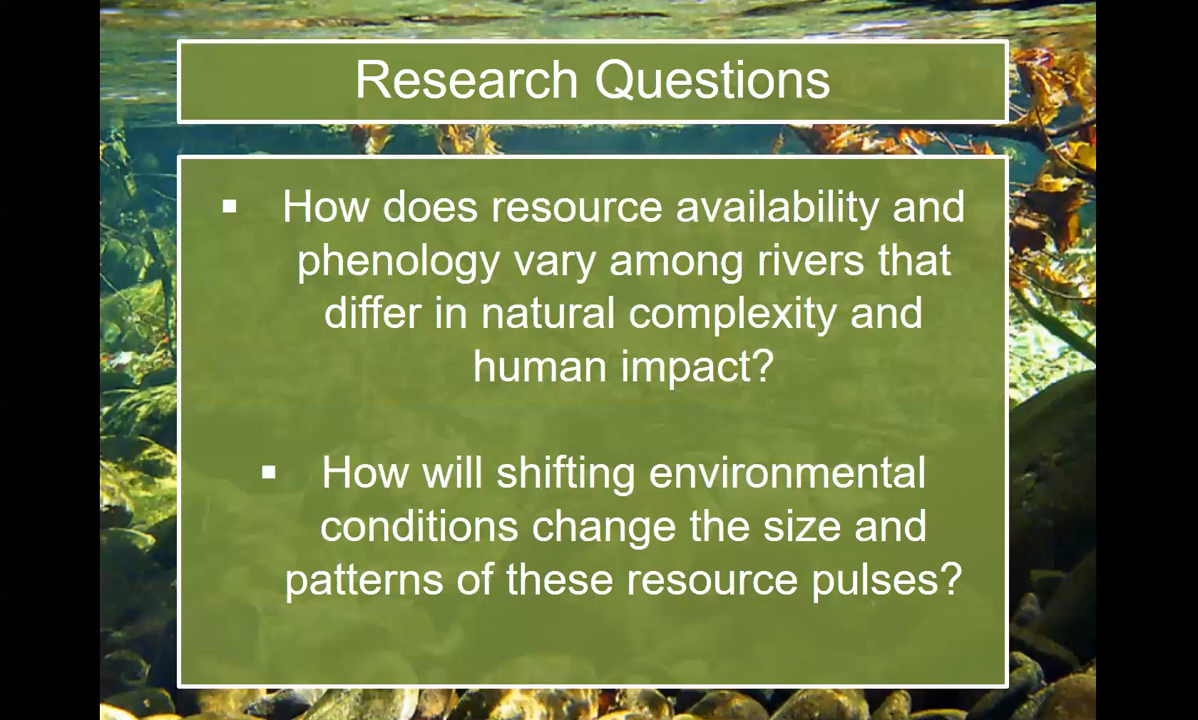 Research Questions
▪ How does resource availability and
phenology vary among rivers that
differ in natural complexity and
human impact?
▪ How will shifting environmental
conditions change the size and
patterns of these resource pulses?